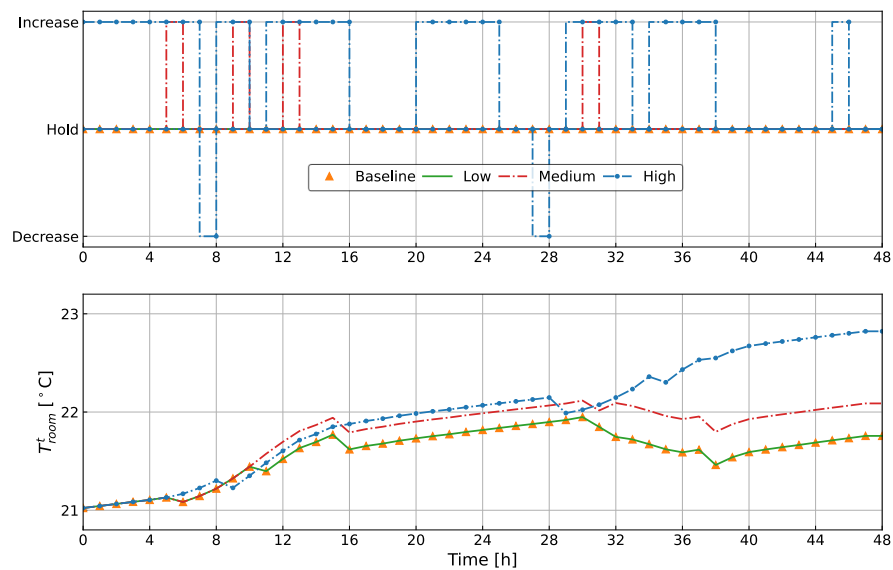 Increase
Hold
Decrease
Baseline Low Medium High
0 4 8 12 16 20 24 28 32 36 40 44 48
23
22
21
T^t_room [°C]
0 4 8 12 16 20 24 28 32 36 40 44 48
Time [h]